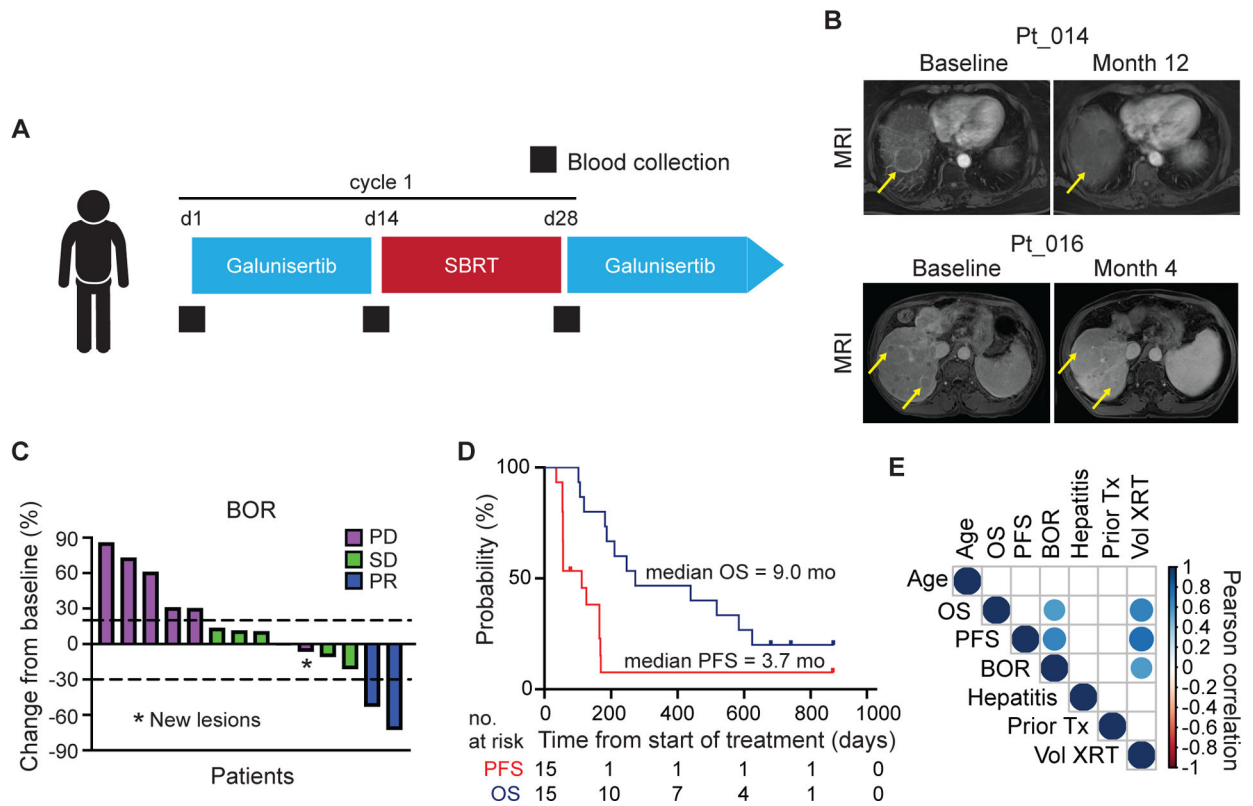 A
Blood collection
cycle 1
d1 d14 d28
Galunisertib SBRT Galunisertib
B
Pt_014
Baseline Month 12
MRI
Pt_016
Baseline Month 4
MRI
C
BOR
Change from baseline (%)
90
60
30
0
-30
-60
-90
PD
SD
PR
*
* New lesions
Patients
D
Probability (%)
100
50
0
median OS = 9.0 mo
median PFS = 3.7 mo
0 200 400 600 800 1000
no.
at risk
Time from start of treatment (days)
PFS 15 1 1 1 1 0
OS 15 10 7 4 1 0
E
Age OS PFS BOR Hepatitis Prior Tx Vol XRT
Age
OS
PFS
BOR
Hepatitis
Prior Tx
Vol XRT
1
0.8
0.6
0.4
0.2
0
-0.2
-0.4
-0.6
-0.8
-1
Pearson correlation